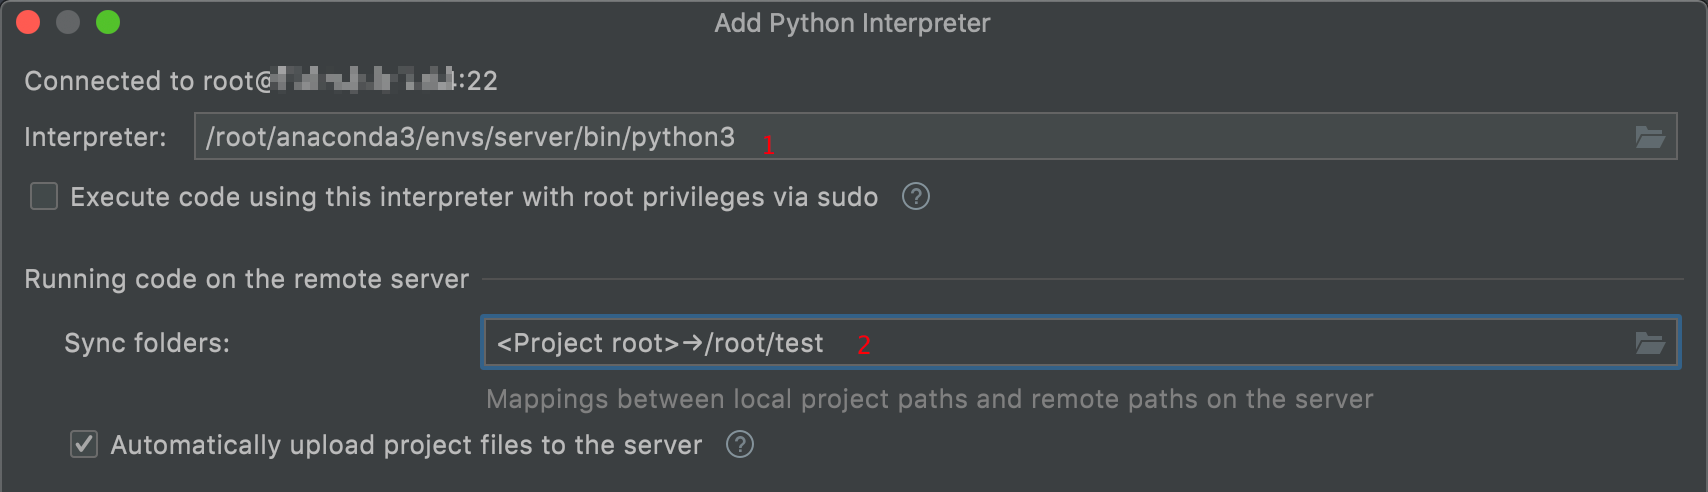 Add Python Interpreter
Connected to root@ :22
Interpreter: /root/anaconda3/envs/server/bin/python3 1
Execute code using this interpreter with root privileges via sudo ?
Running code on the remote server
Sync folders: <Project root>→/root/test 2
Mappings between local project paths and remote paths on the server
Automatically upload project files to the server ?